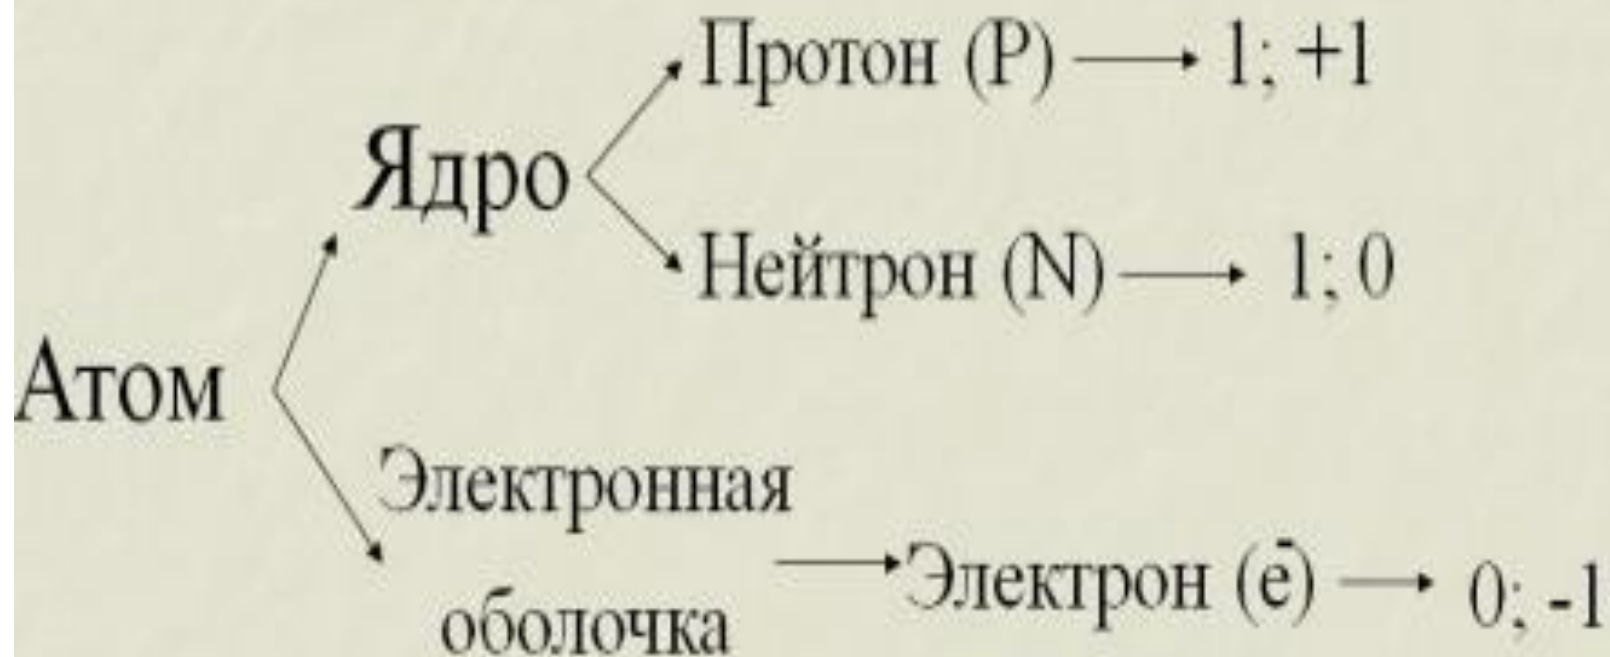 Протон (P) → 1; +1
Ядро
Нейтрон (N) → 1; 0
Атом
Электронная
оболочка → Электрон (ē) → 0; -1